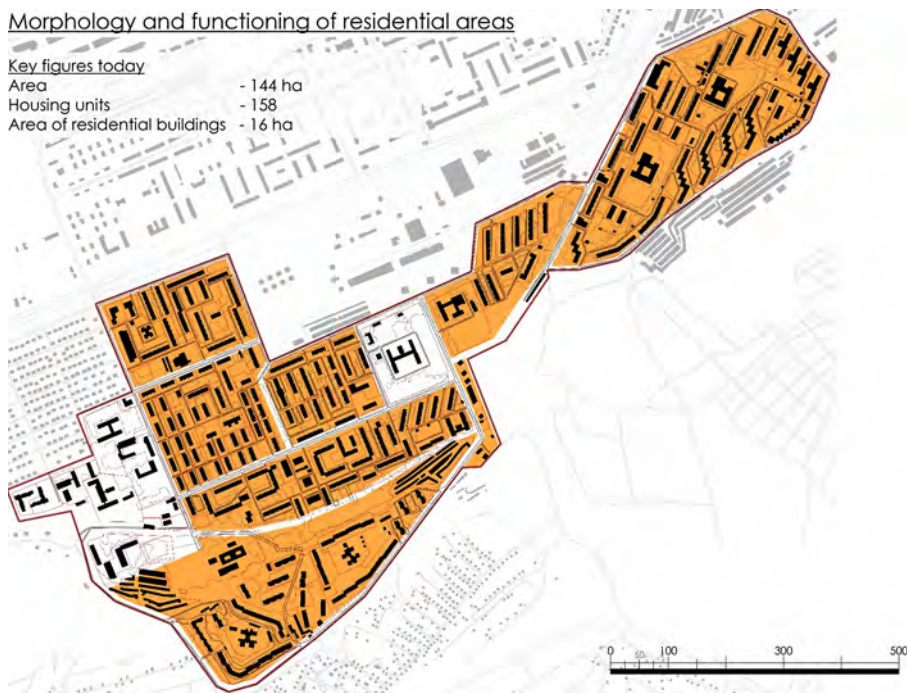 Morphology and functioning of residential areas
Key figures today
Area - 144 ha
Housing units - 158
Area of residential buildings - 16 ha
0 50 100 300 500